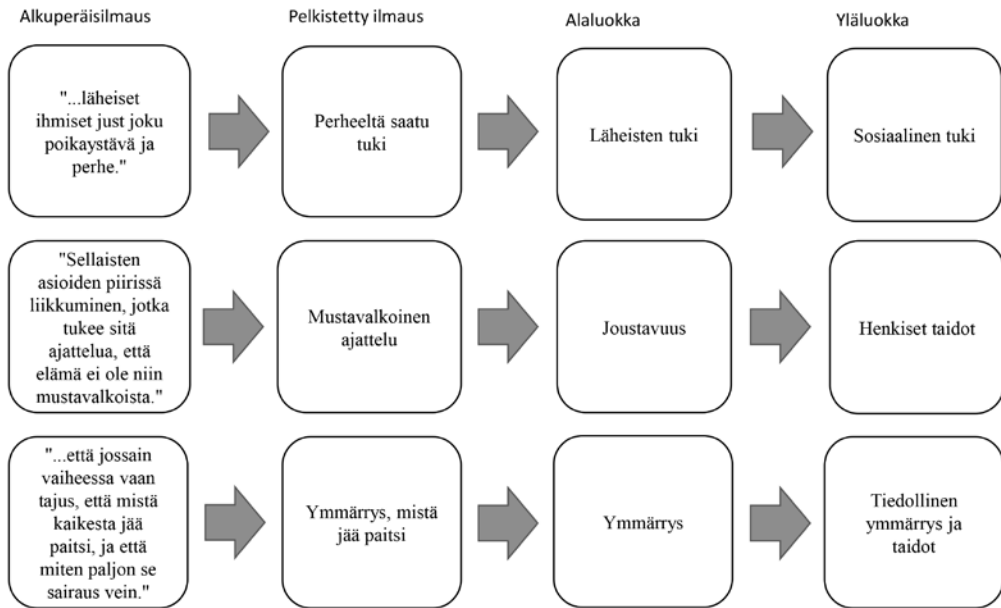 Alkuperäisilmaus
Pelkistetty ilmaus
Alaluokka
Yläluokka
"...läheiset
ihmiset just joku
poikaystävä ja
perhe."
Perheeltä saatu
tuki
Läheisten tuki
Sosiaalinen tuki
"Sellaisten
asioiden piirissä
liikkuminen, jotka
tukee sitä
ajattelua, että
elämä ei ole niin
mustavalkoista."
Mustavalkoinen
ajattelu
Joustavuus
Henkiset taidot
"...että jossain
vaiheessa vaan
tajus, että mistä
kaikesta jää
paitsi, ja että
miten paljon se
sairaus vein."
Ymmärrys, mistä
jää paitsi
Ymmärrys
Tiedollinen
ymmärrys ja
taidot